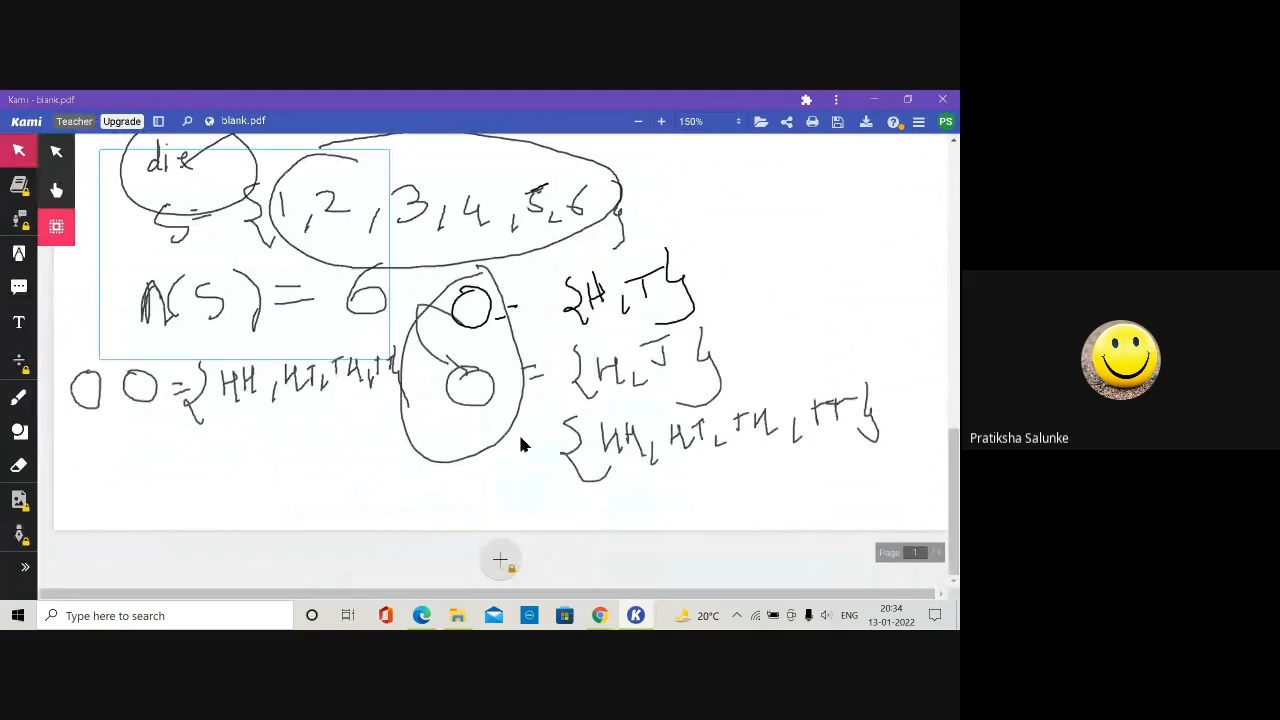 Kami - blank.pdf
Kami Teacher Upgrade blank.pdf 150% PS
die
S = {1, 2, 3, 4, 5, 6}
n(S) = 6
O - {H, T}
O = {H, T}
O O = {HH, HT, TH, TT
{HH, HT, TH, TT}
T
Page 1 / 1
Pratiksha Salunke
Type here to search
20°C ENG 20:34
13-01-2022